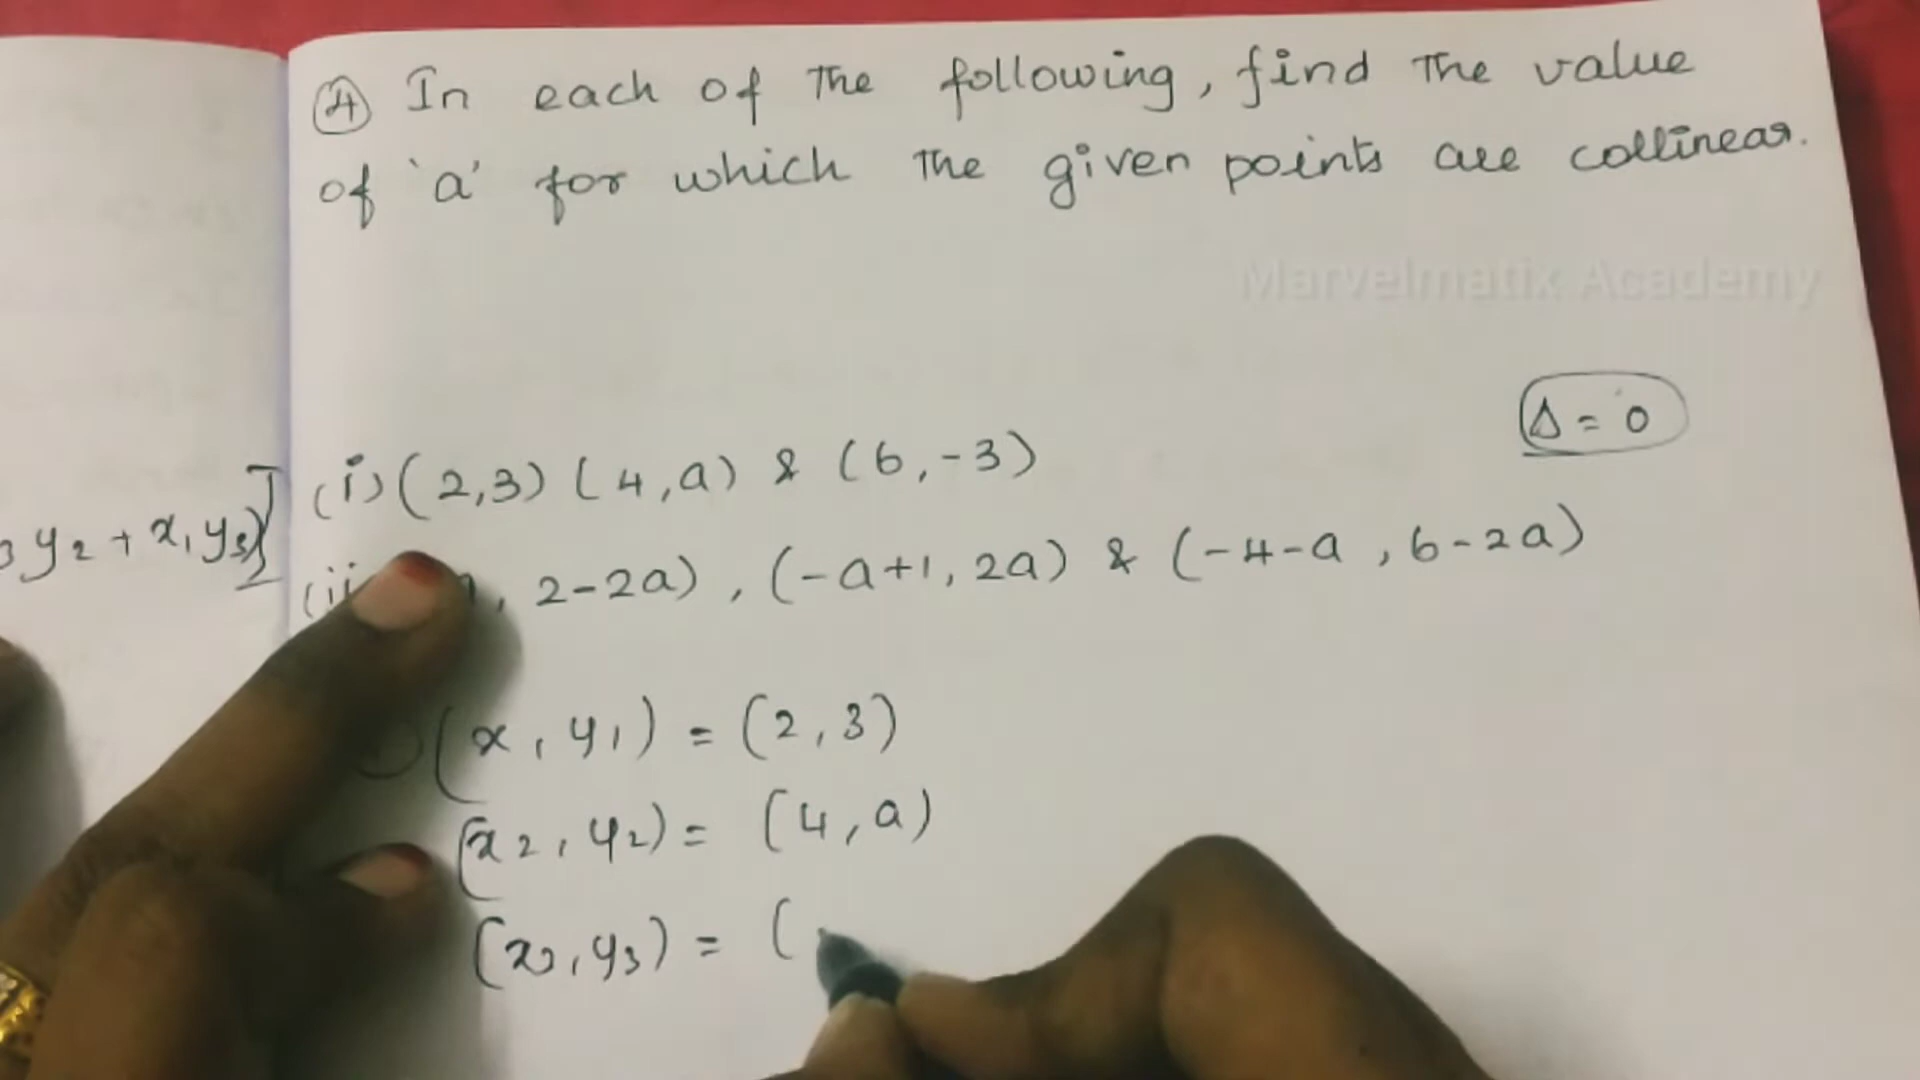 ④ In each of the following, find the value
of 'a' for which the given points are collinear.
Marvelmatix Academy
Δ = 0
(i) (2,3) (4,a) & (6,-3)
y₂ + x₁y₃)]
(ii , 2-2a) , (-a+1, 2a) & (-4-a , 6-2a)
(x₁, y₁) = (2, 3)
(x₂, y₂) = (4, a)
(x₃, y₃) = (